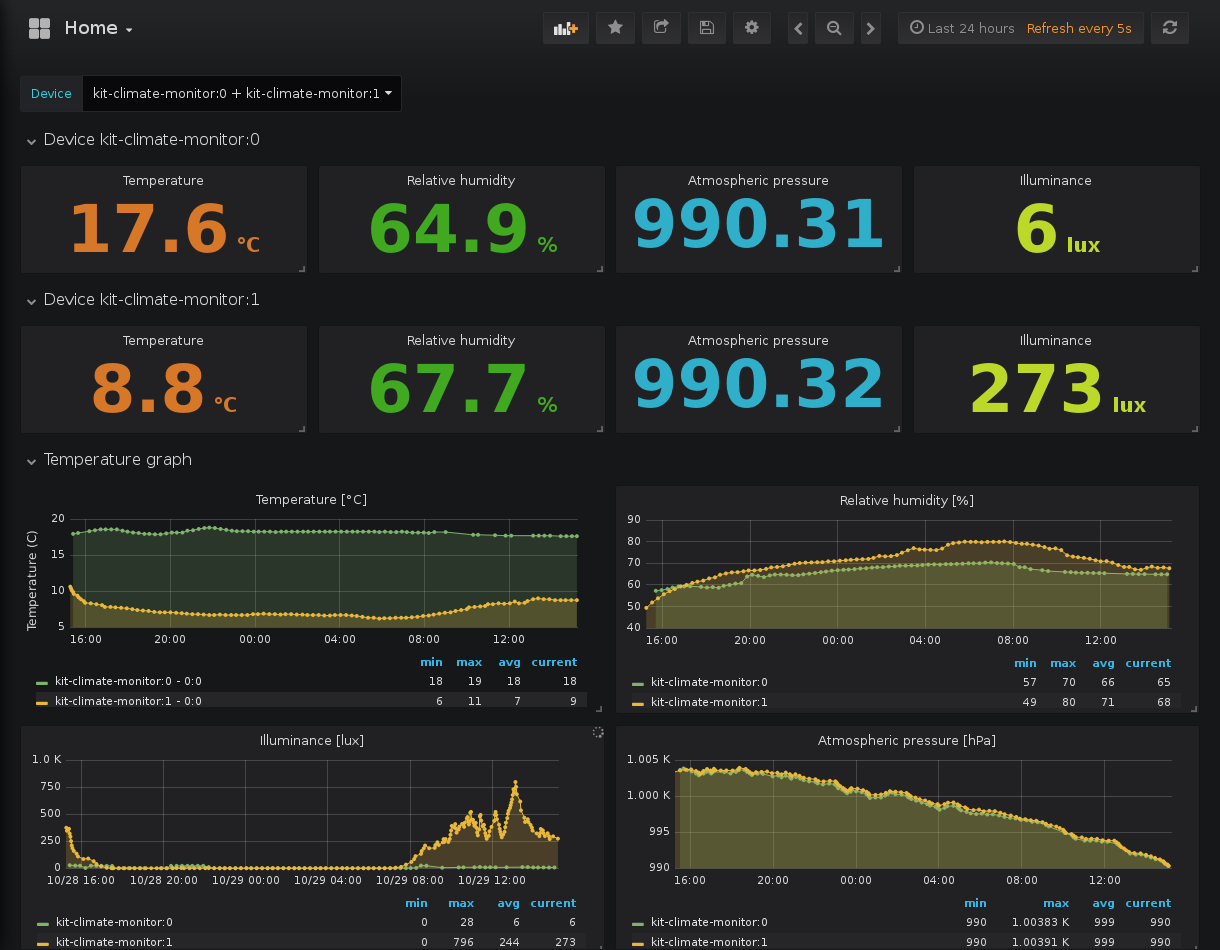 Home
Last 24 hours Refresh every 5s
Device kit-climate-monitor:0 + kit-climate-monitor:1
Device kit-climate-monitor:0
Temperature Relative humidity Atmospheric pressure Illuminance
17.6 °C 64.9 % 990.31 6 lux
Device kit-climate-monitor:1
Temperature Relative humidity Atmospheric pressure Illuminance
8.8 °C 67.7 % 990.32 273 lux
Temperature graph
Temperature [°C]
Temperature (C)
20
15
10
5
16:00 20:00 00:00 04:00 08:00 12:00
min max avg current
kit-climate-monitor:0 - 0:0 18 19 18 18
kit-climate-monitor:1 - 0:0 6 11 7 9
Relative humidity [%]
90
80
70
60
50
40
16:00 20:00 00:00 04:00 08:00 12:00
min max avg current
kit-climate-monitor:0 57 70 66 65
kit-climate-monitor:1 49 80 71 68
Illuminance [lux]
1.0 K
750
500
250
0
10/28 16:00 10/28 20:00 10/29 00:00 10/29 04:00 10/29 08:00 10/29 12:00
min max avg current
kit-climate-monitor:0 0 28 6 6
kit-climate-monitor:1 0 796 244 273
Atmospheric pressure [hPa]
1.005 K
1.000 K
995
990
16:00 20:00 00:00 04:00 08:00 12:00
min max avg current
kit-climate-monitor:0 990 1.00383 K 999 990
kit-climate-monitor:1 990 1.00391 K 999 990